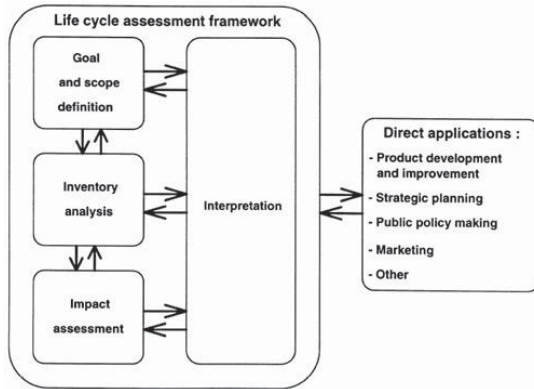 Life cycle assessment framework
Goal
and scope
definition
Inventory
analysis
Impact
assessment
Interpretation
Direct applications :
- Product development
and improvement
- Strategic planning
- Public policy making
- Marketing
- Other